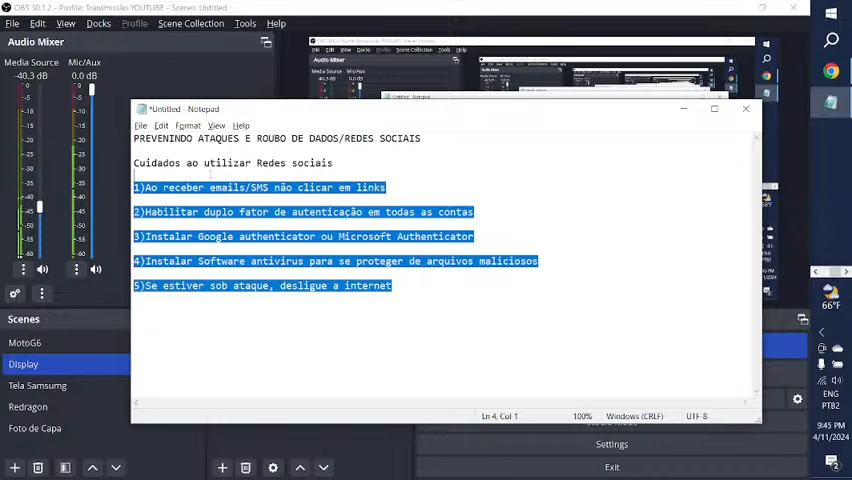 OBS 30.1.2 - Profile: Transmissão YOUTUBE - Scenes: Untitled
File Edit View Docks Profile Scene Collection Tools Help
Audio Mixer
Media Source Mic/Aux
-40.3 dB 0.0 dB
*Untitled - Notepad
File Edit Format View Help
PREVENINDO ATAQUES E ROUBO DE DADOS/REDES SOCIAIS
Cuidados ao utilizar Redes sociais
1)Ao receber emails/SMS não clicar em links
2)Habilitar duplo fator de autenticação em todas as contas
3)Instalar Google authenticator ou Microsoft Authenticator
4)Instalar Software antivirus para se proteger de arquivos maliciosos
5)Se estiver sob ataque, desligue a internet
Ln 4, Col 1 100% Windows (CRLF) UTF-8
Scenes
MotoG6
Display
Tela Samsumg
Redragon
Foto de Capa
Settings
Exit
66°F
ENG
PTB2
9:45 PM
4/11/2024
2